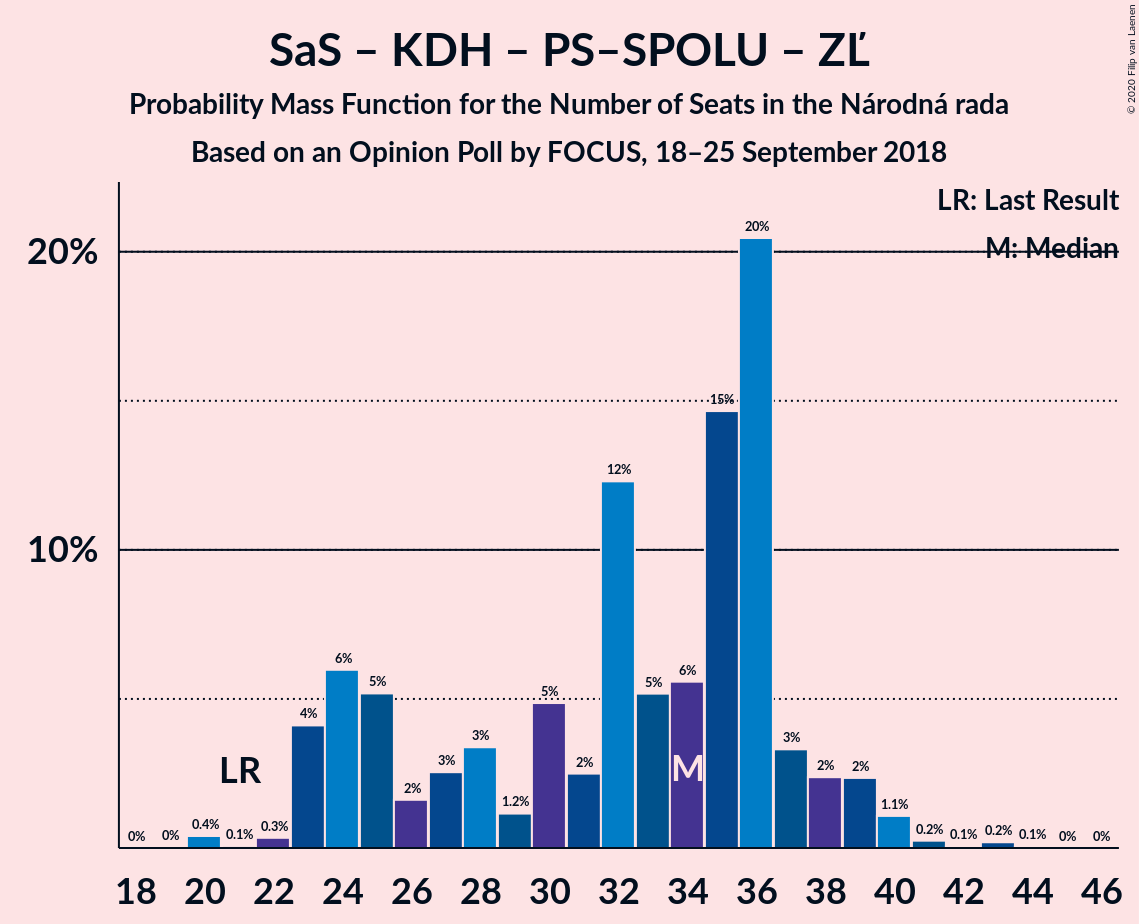 SaS – KDH – PS–SPOLU – ZĽ
Probability Mass Function for the Number of Seats in the Národná rada
Based on an Opinion Poll by FOCUS, 18–25 September 2018
© 2020 Filip van Laenen
LR: Last Result
M: Median
20%
10%
0% 0% 0.4% 0.1% 0.3% 4% 6% 5% 2% 3% 3% 1.2% 5% 2% 12% 5% 6% 15% 20% 3% 2% 2% 1.1% 0.2% 0.1% 0.2% 0.1% 0% 0%
LR
M
18 20 22 24 26 28 30 32 34 36 38 40 42 44 46